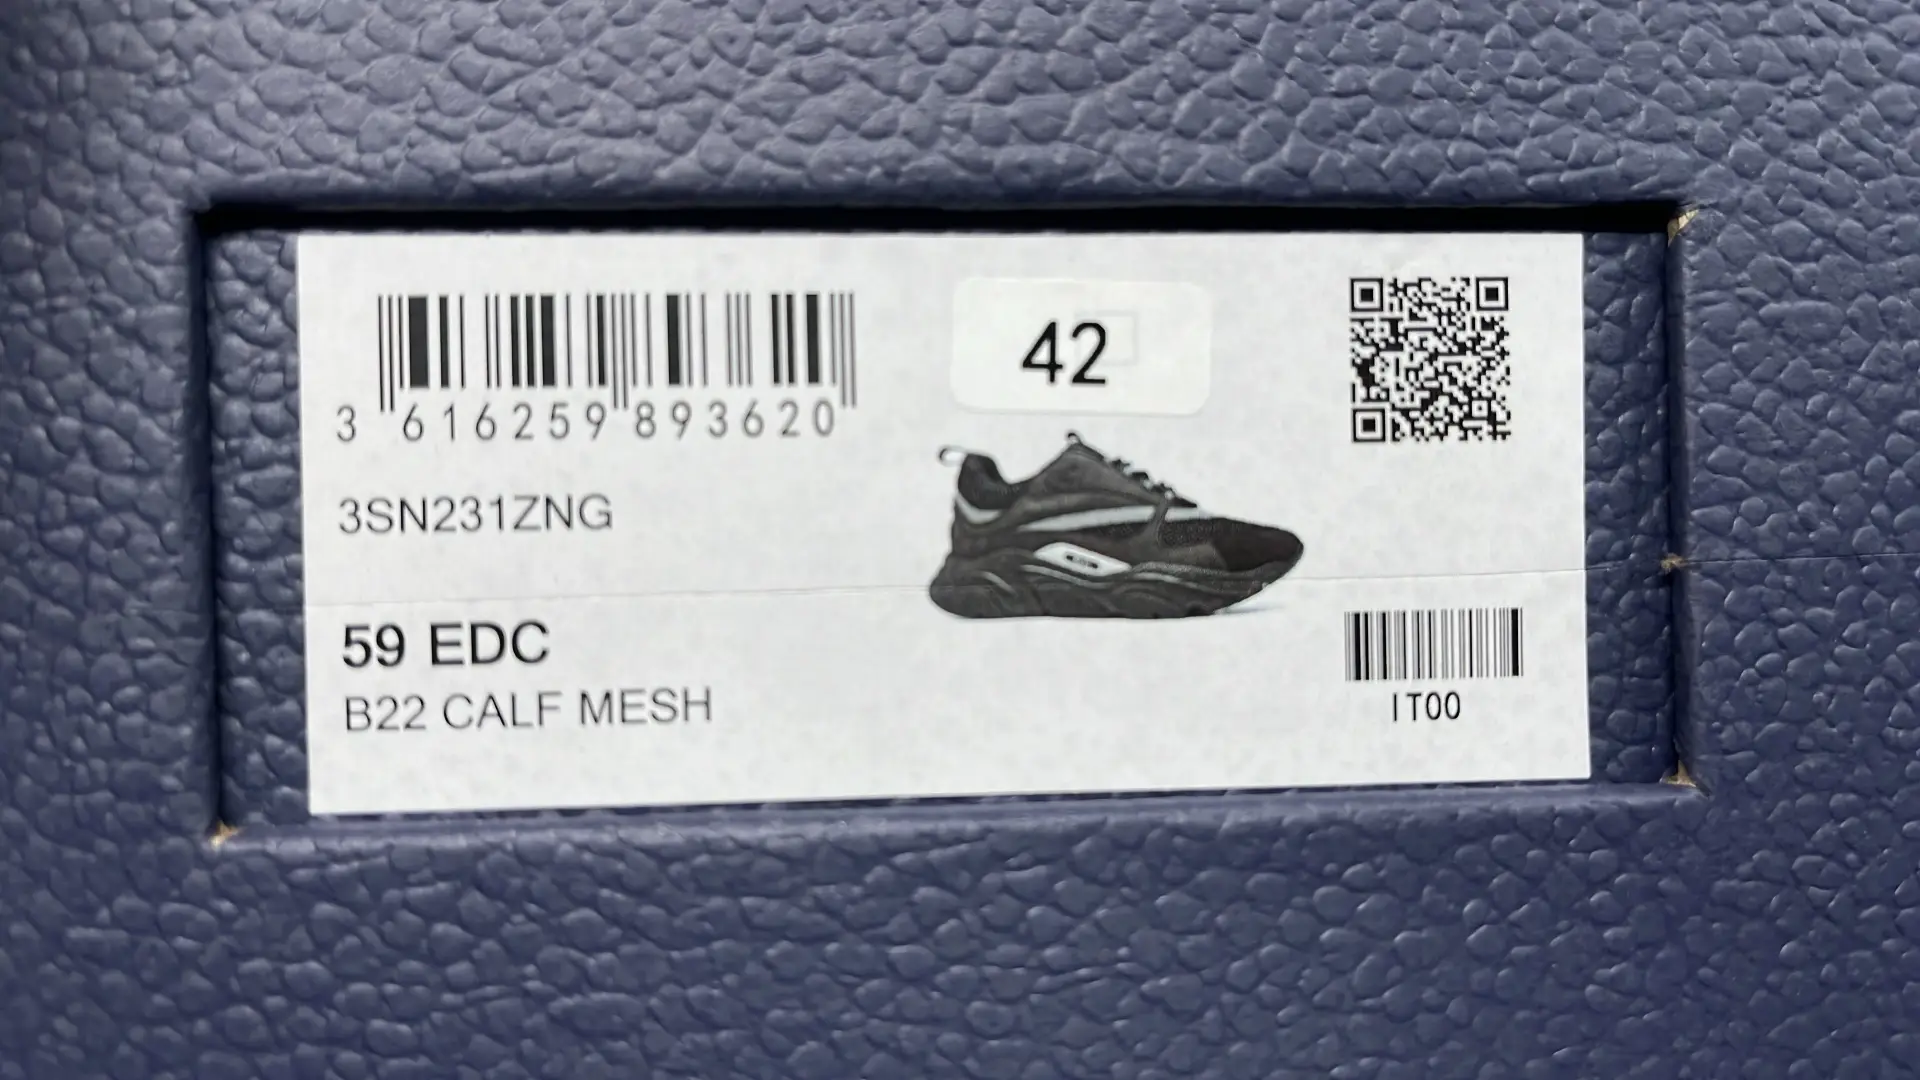 3 616259 893620
42
3SN231ZNG
59 EDC
B22 CALF MESH
IT00